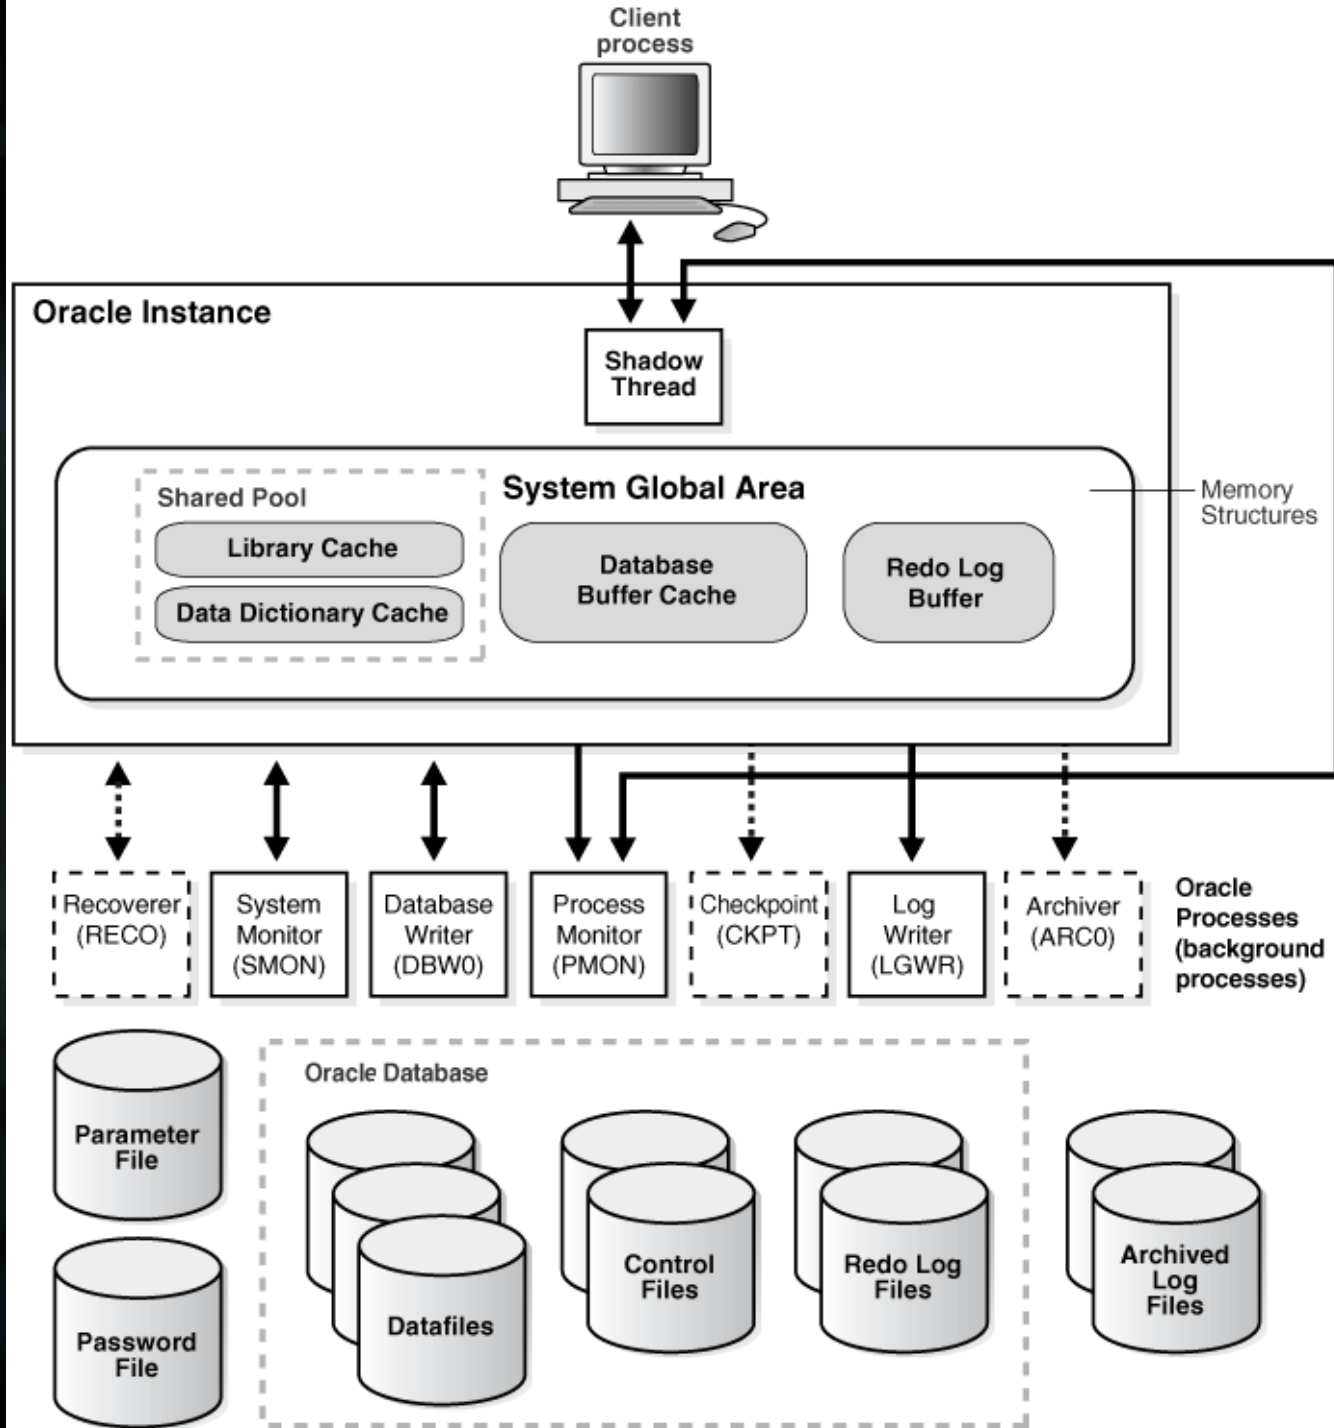 Client
process
Oracle Instance
Shadow
Thread
Shared Pool
System Global Area
Library Cache
Data Dictionary Cache
Database
Buffer Cache
Redo Log
Buffer
Memory
Structures
Recoverer
(RECO)
System
Monitor
(SMON)
Database
Writer
(DBW0)
Process
Monitor
(PMON)
Checkpoint
(CKPT)
Log
Writer
(LGWR)
Archiver
(ARC0)
Oracle
Processes
(background
processes)
Parameter
File
Password
File
Oracle Database
Datafiles
Control
Files
Redo Log
Files
Archived
Log
Files